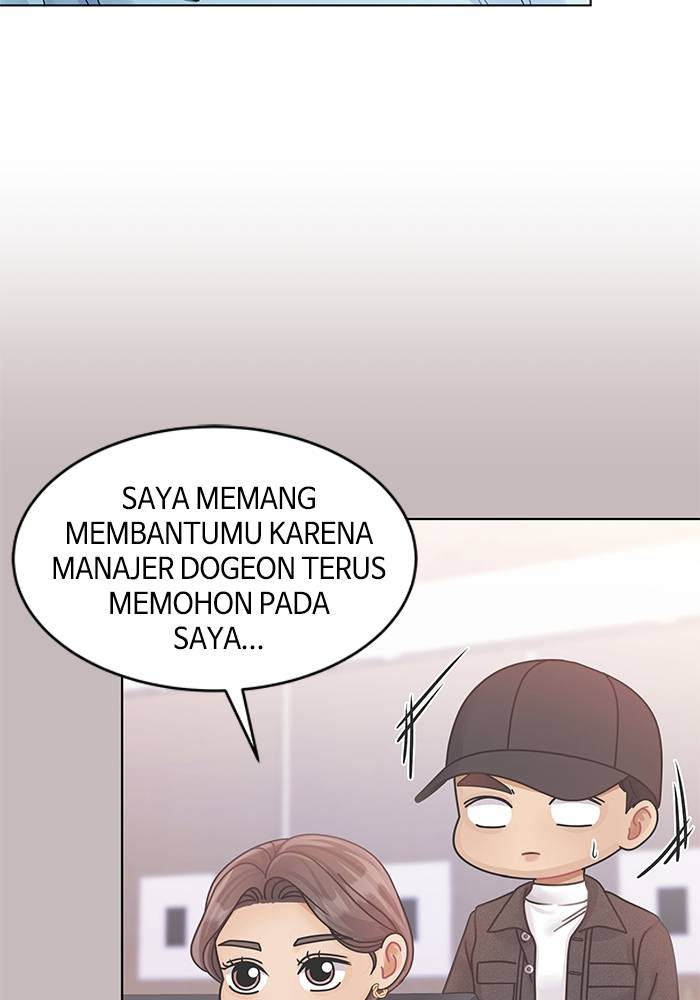 SAYA MEMANG
MEMBANTUMU KARENA
MANAJER DOGEON TERUS
MEMOHON PADA
SAYA...